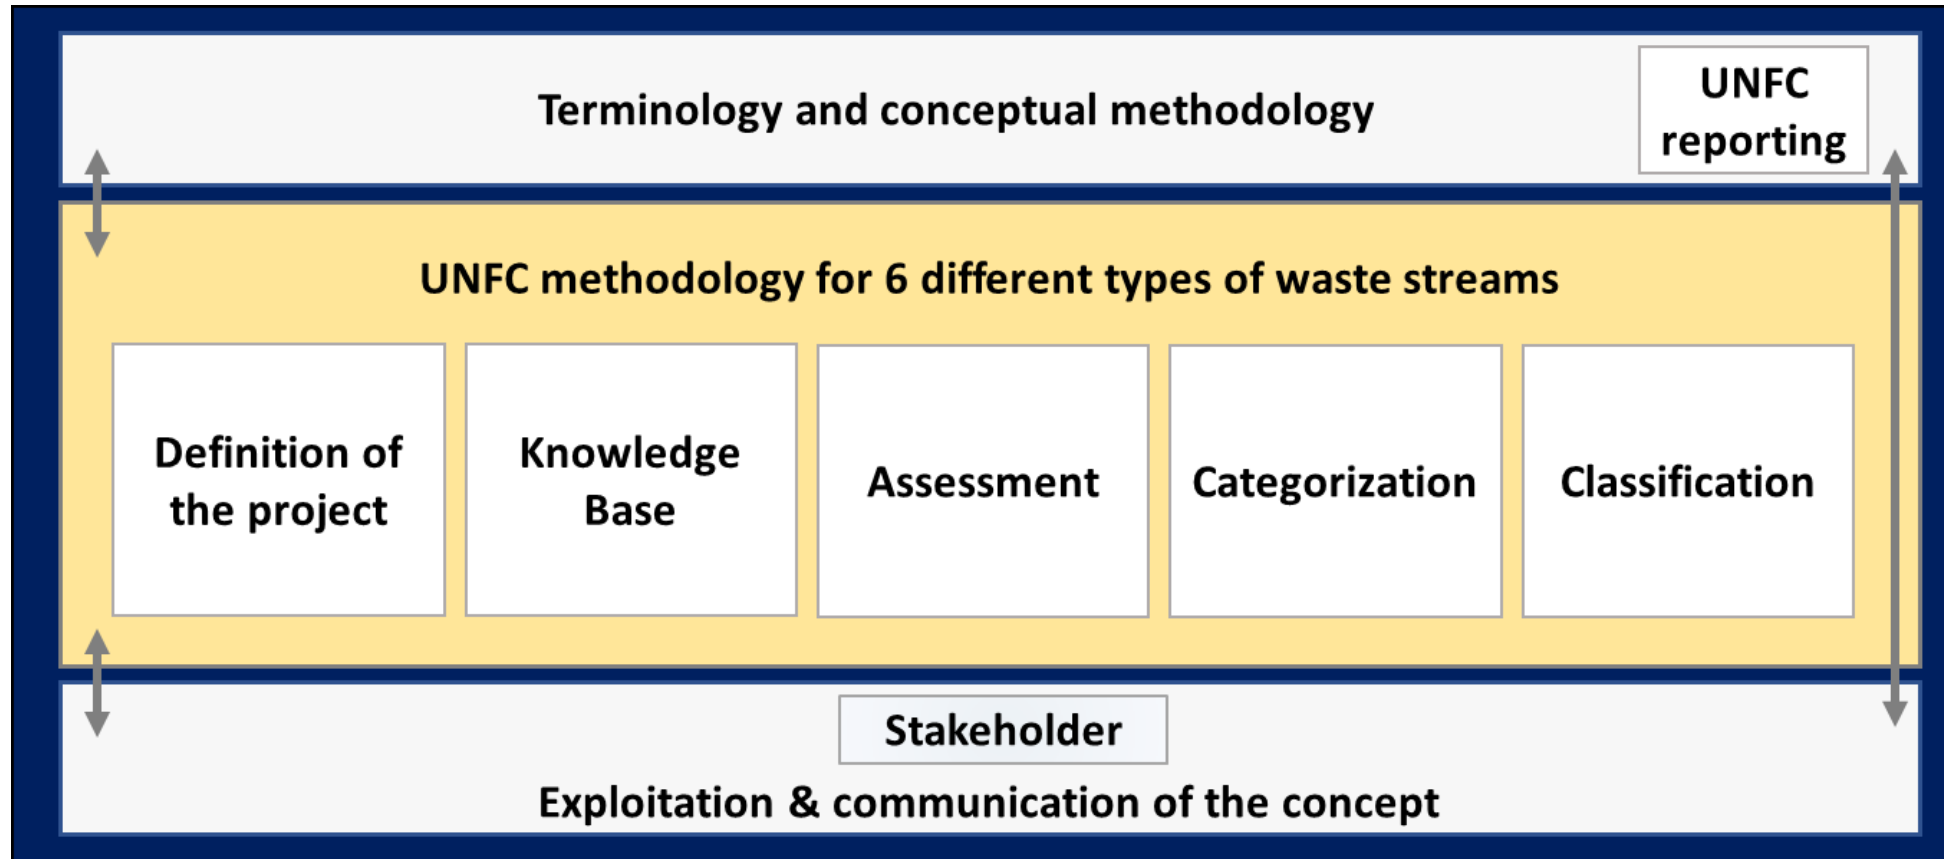 Terminology and conceptual methodology
UNFC
reporting
UNFC methodology for 6 different types of waste streams
Definition of
the project
Knowledge
Base
Assessment
Categorization
Classification
Stakeholder
Exploitation & communication of the concept